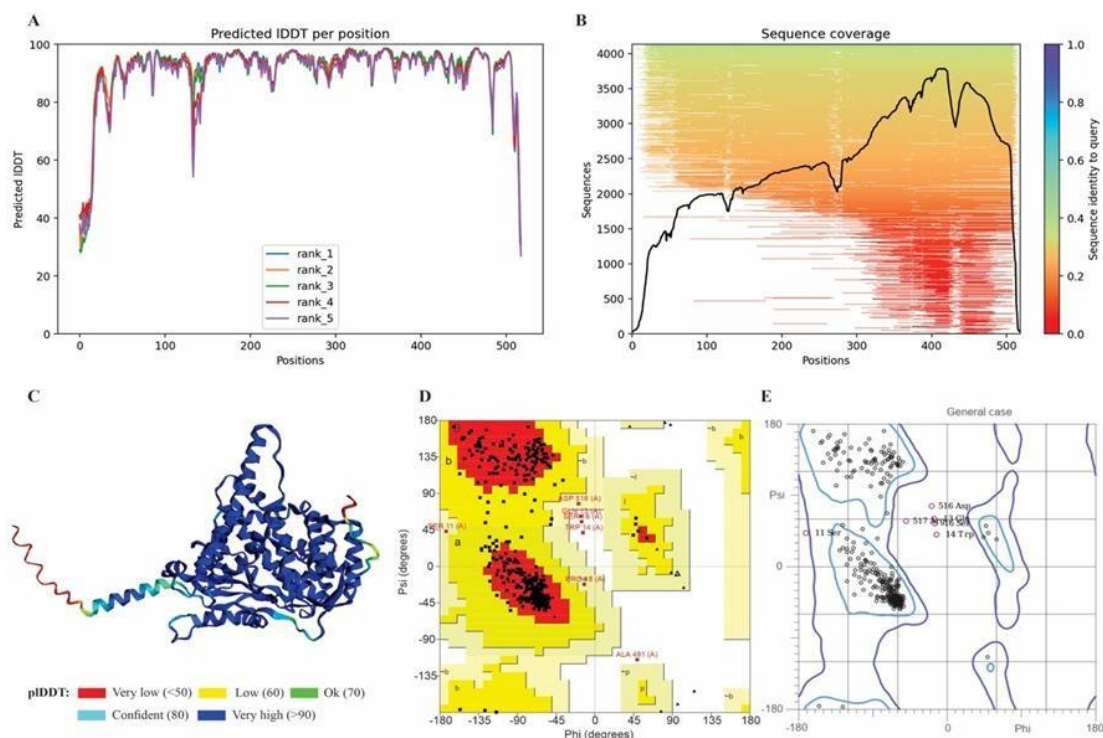 A
Predicted lDDT per position
100
80
60
40
20
0
Predicted lDDT
rank_1
rank_2
rank_3
rank_4
rank_5
0 100 200 300 400 500
Positions
B
Sequence coverage
4000
3500
3000
2500
2000
1500
1000
500
0
Sequences
0 100 200 300 400 500
Positions
1.0
0.8
0.6
0.4
0.2
0.0
Sequence identity to query
C
plDDT:
Very low (<50)
Low (60)
Ok (70)
Confident (80)
Very high (>90)
D
180
135
90
45
0
-45
-90
-135
-180 -135 -90 -45 0 45 90 135 180
Psi (degrees)
Phi (degrees)
b
a
ASP 516 (A)
TRP 14 (A)
SER 11 (A)
ALA 491 (A)
E
General case
180
Psi
0
-180
-180 0 Phi 180
516 Asp
517
14 Trp
11 Ser